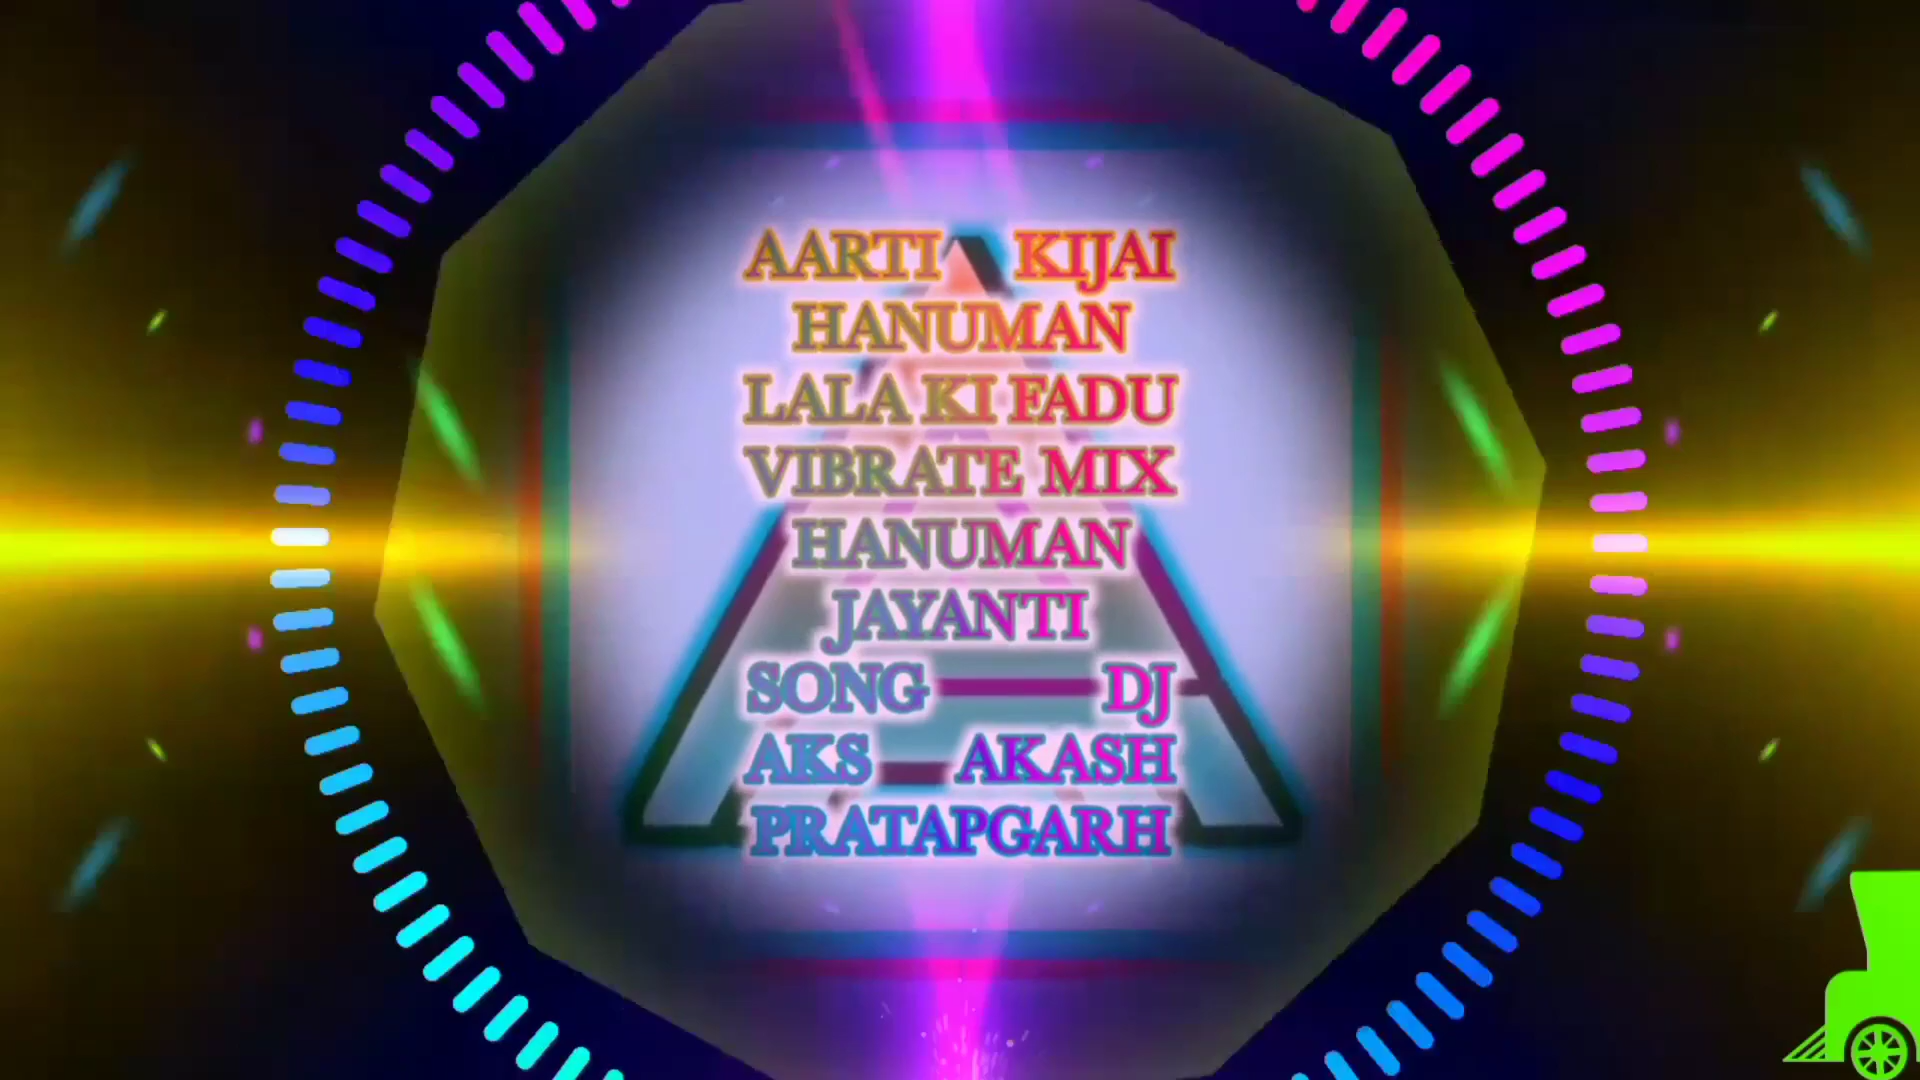 AARTI KIJAI
HANUMAN
LALA KI FADU
VIBRATE MIX
HANUMAN
JAYANTI
SONG DJ
AKS AKASH
PRATAPGARH